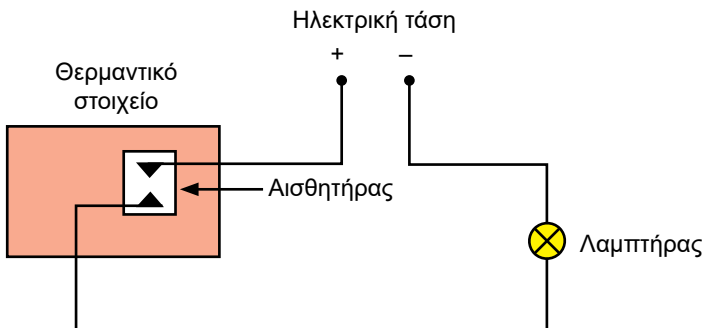 Ηλεκτρική τάση
+ –
Θερμαντικό
στοιχείο
Αισθητήρας
Λαμπτήρας